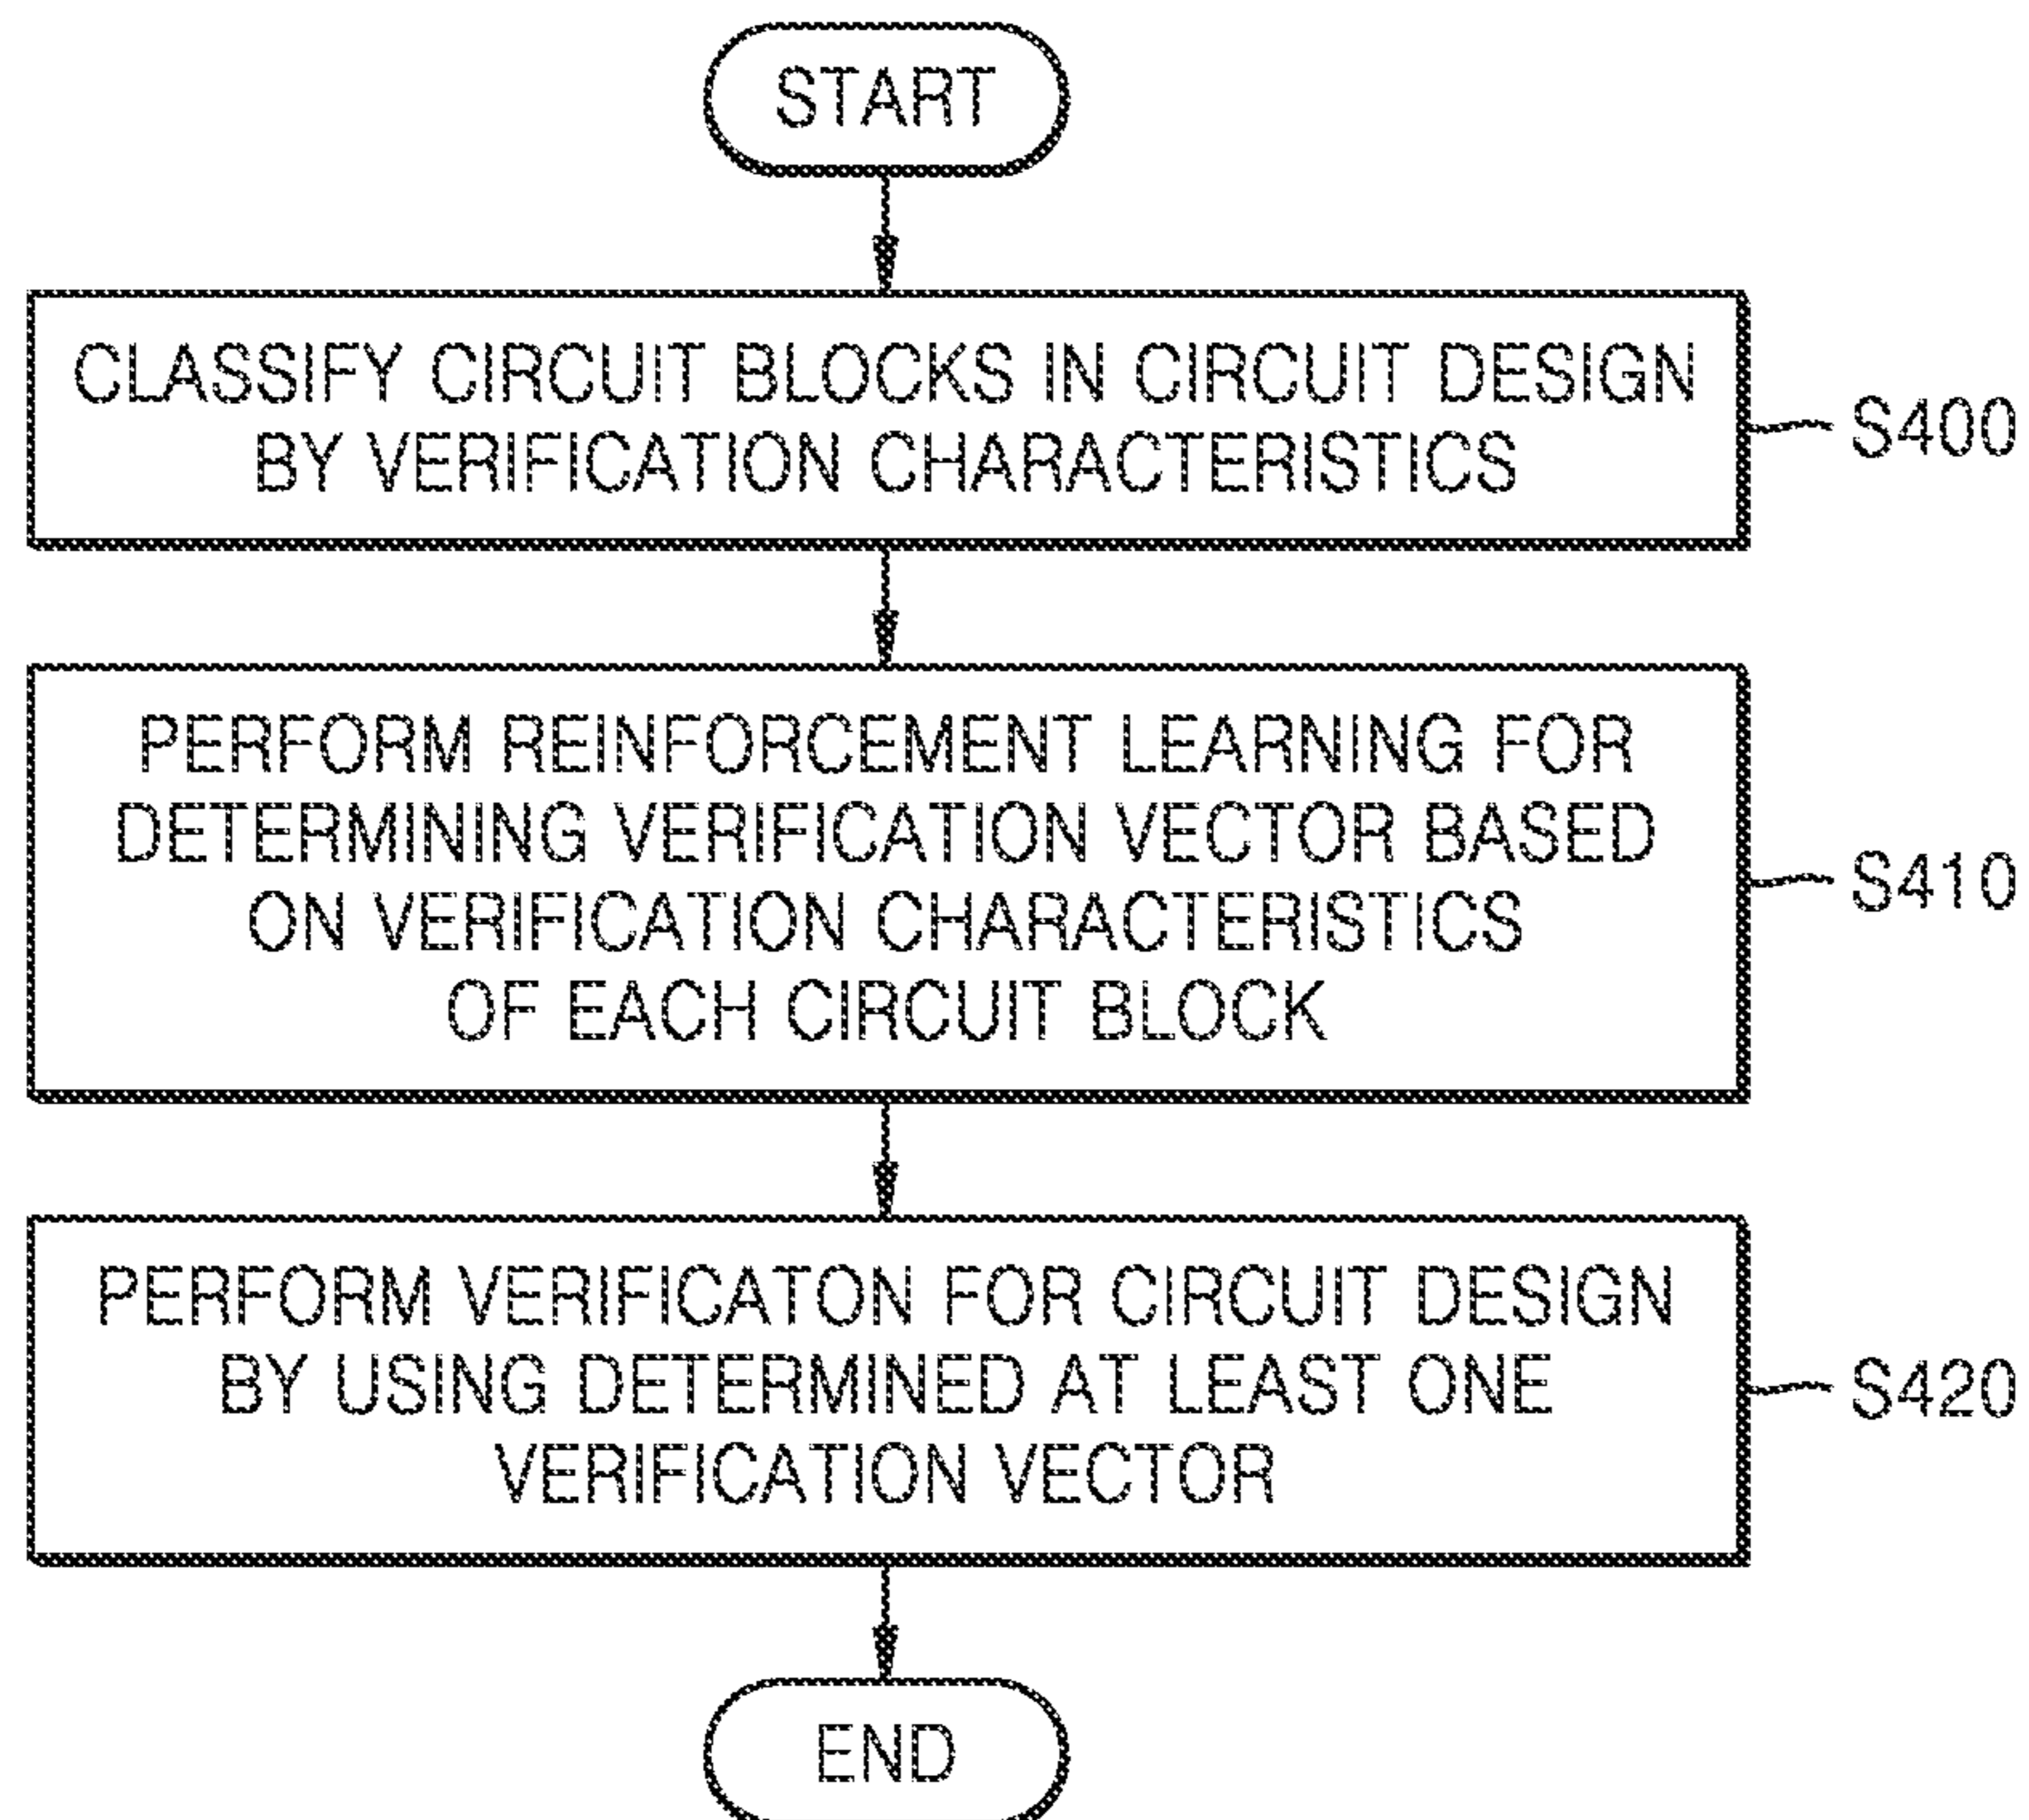 START
CLASSIFY CIRCUIT BLOCKS IN CIRCUIT DESIGN
BY VERIFICATION CHARACTERISTICS
S400
PERFORM REINFORCEMENT LEARNING FOR
DETERMINING VERIFICATION VECTOR BASED
ON VERIFICATION CHARACTERISTICS
OF EACH CIRCUIT BLOCK
S410
PERFORM VERIFICATON FOR CIRCUIT DESIGN
BY USING DETERMINED AT LEAST ONE
VERIFICATION VECTOR
S420
END